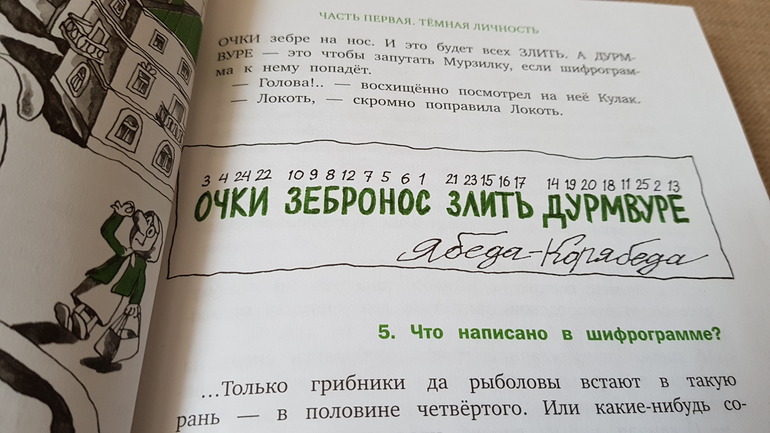 ЧАСТЬ ПЕРВАЯ. ТЁМНАЯ ЛИЧНОСТЬ
ОЧКИ зебре на нос. И это будет всех ЗЛИТЬ. А ДУРМ-
ВУРЕ — это чтобы запутать Мурзилку, если шифрограм-
ма к нему попадёт.
— Голова!.. — восхищённо посмотрел на неё Кулак.
— Локоть, — скромно поправила Локоть.
3 4 24 22 10 9 8 12 7 5 6 1 21 23 15 16 17 14 19 20 18 11 25 2 13
ОЧКИ ЗЕБРОНОС ЗЛИТЬ ДУРМВУРЕ
Ябеда-Корябеда
5. Что написано в шифрограмме?
...Только грибники да рыболовы встают в такую
рань — в половине четвёртого. Или какие-нибудь со-